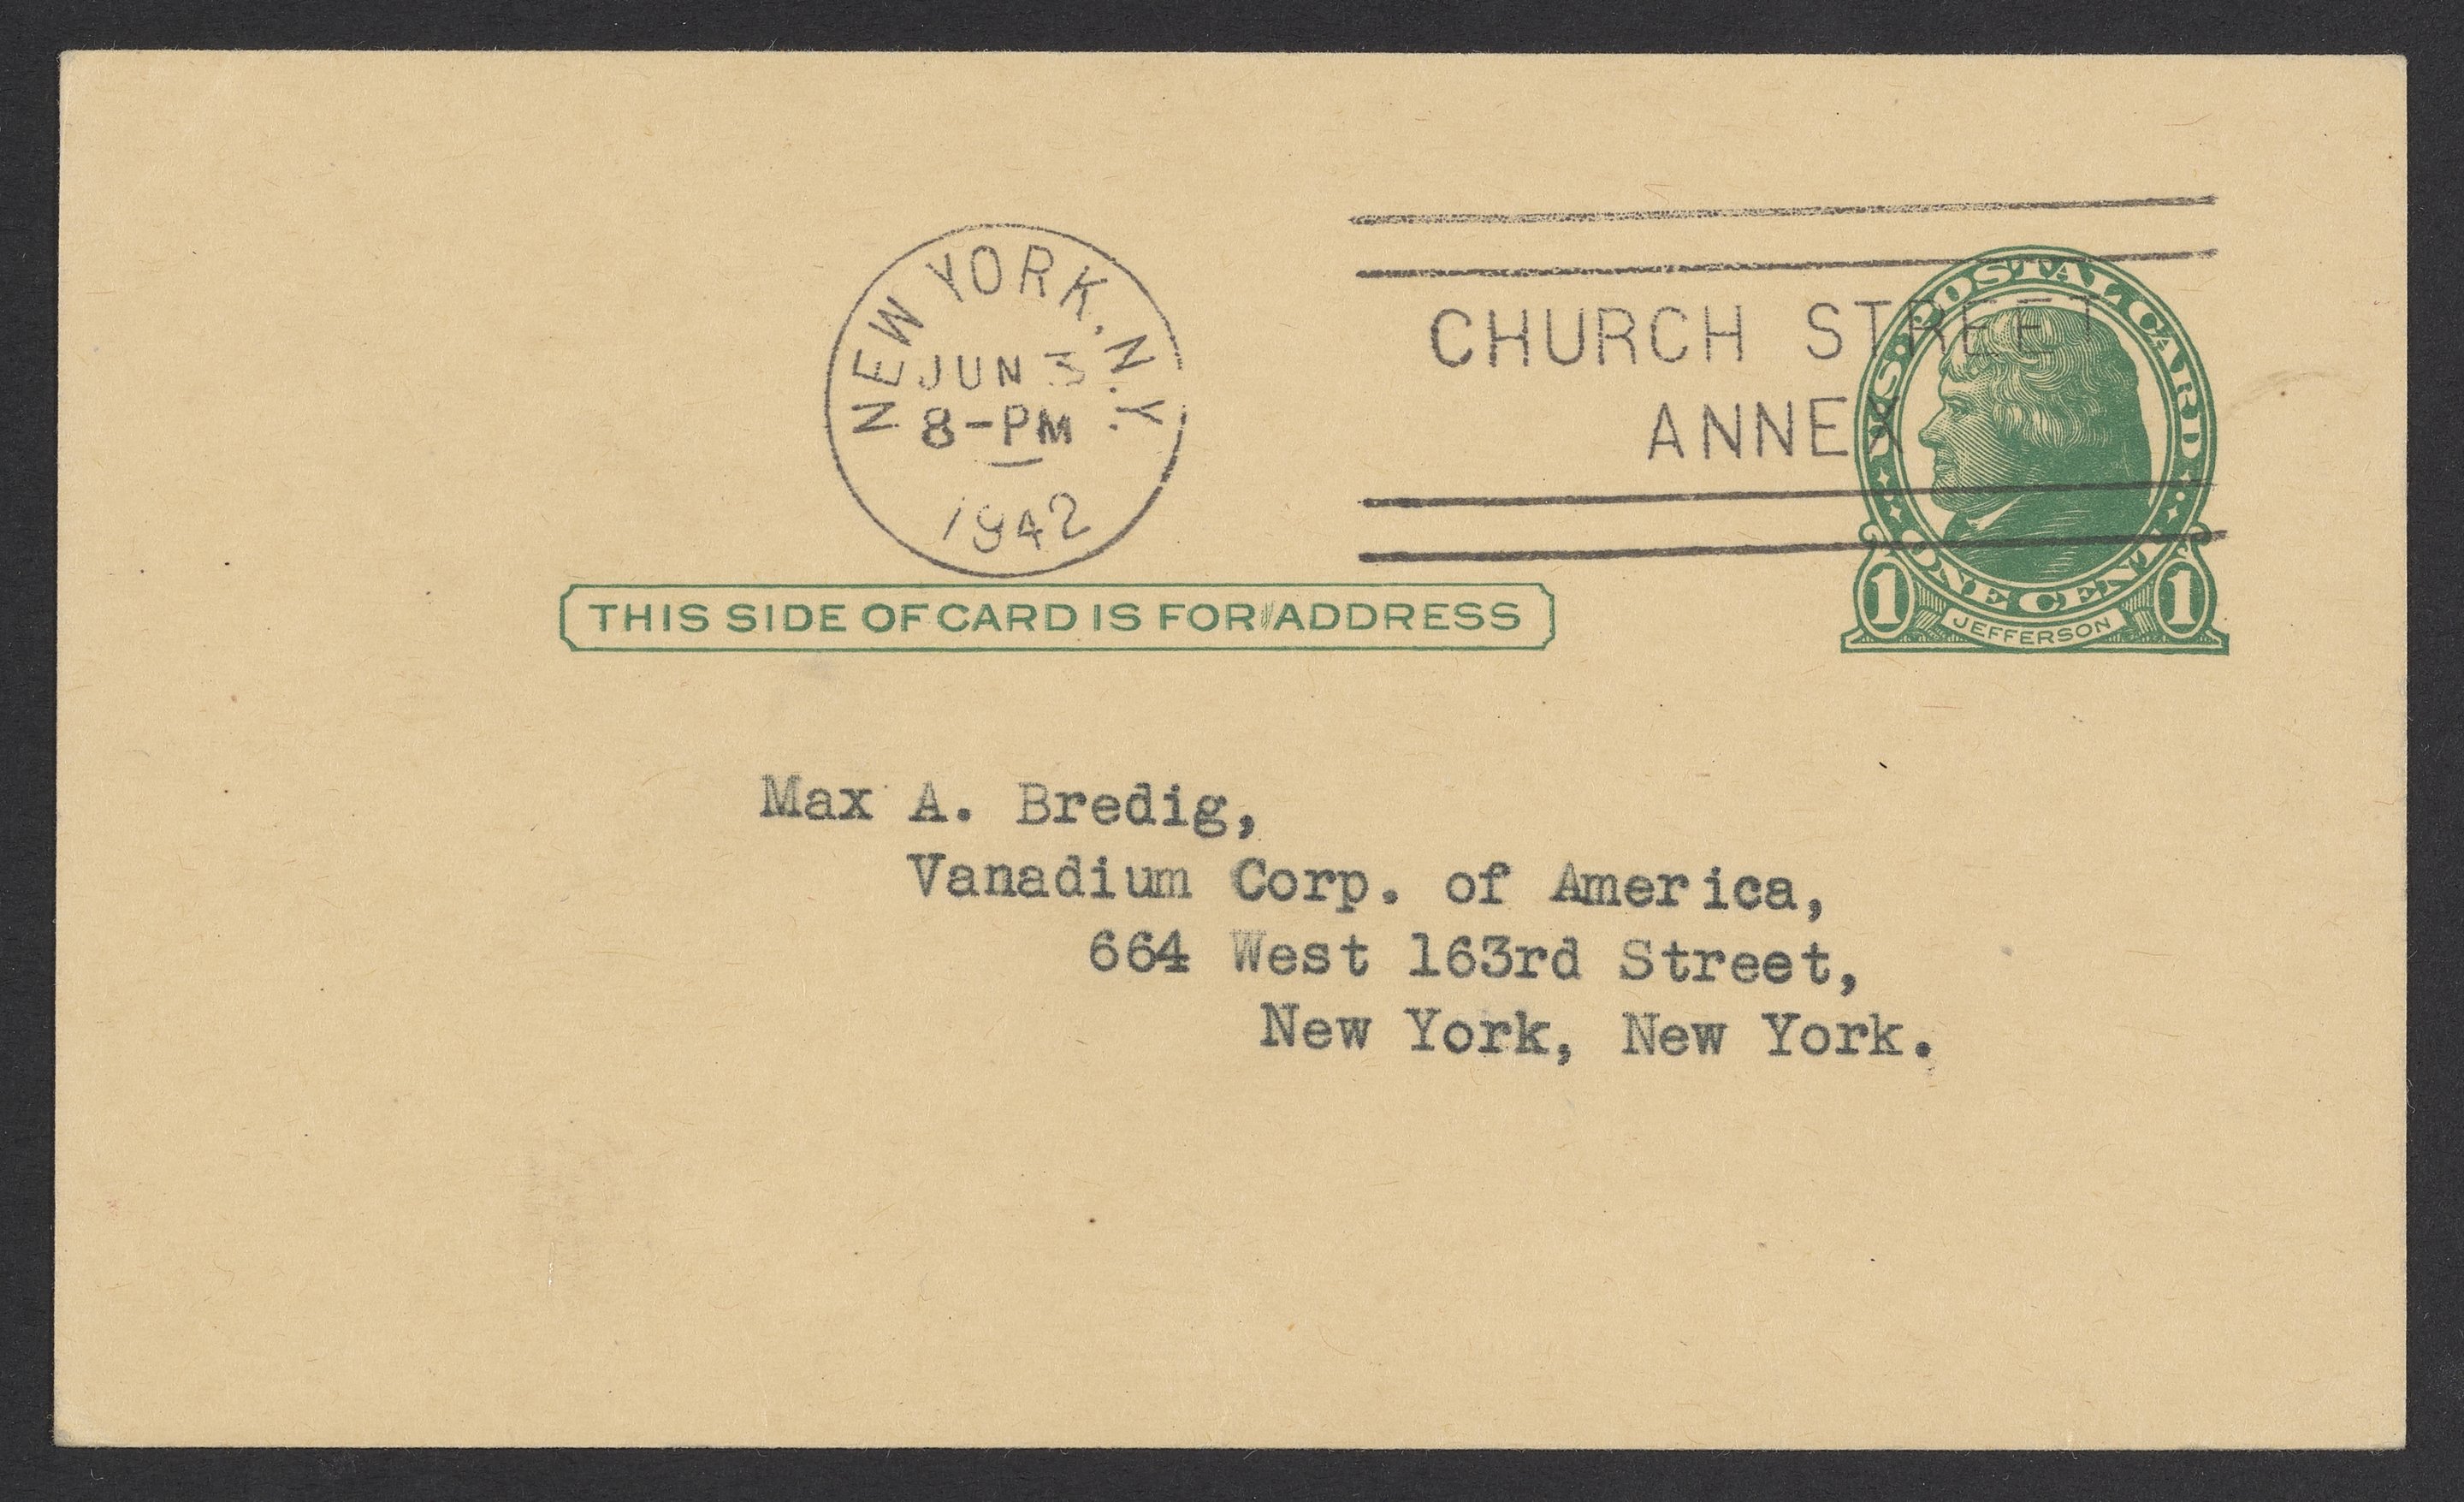 NEW YORK, N.Y.
JUN 3
8-PM
1942
CHURCH STREET
ANNEX
U.S. POSTAL CARD
ONE CENT
1 1
JEFFERSON
THIS SIDE OF CARD IS FOR ADDRESS
Max A. Bredig,
Vanadium Corp. of America,
664 West 163rd Street,
New York, New York.